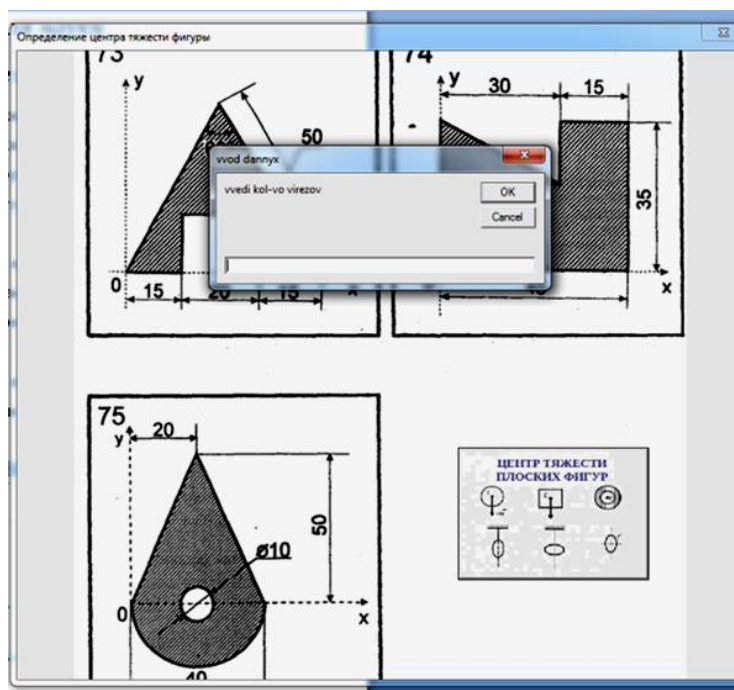 Определение центра тяжести фигуры
73
y
50
0
15
20
15
x
74
y
30
15
35
x
vvod dannyx
vvedi kol-vo virezov
OK
Cancel
75
y
20
50
ø10
0
x
40
ЦЕНТР ТЯЖЕСТИ
ПЛОСКИХ ФИГУР